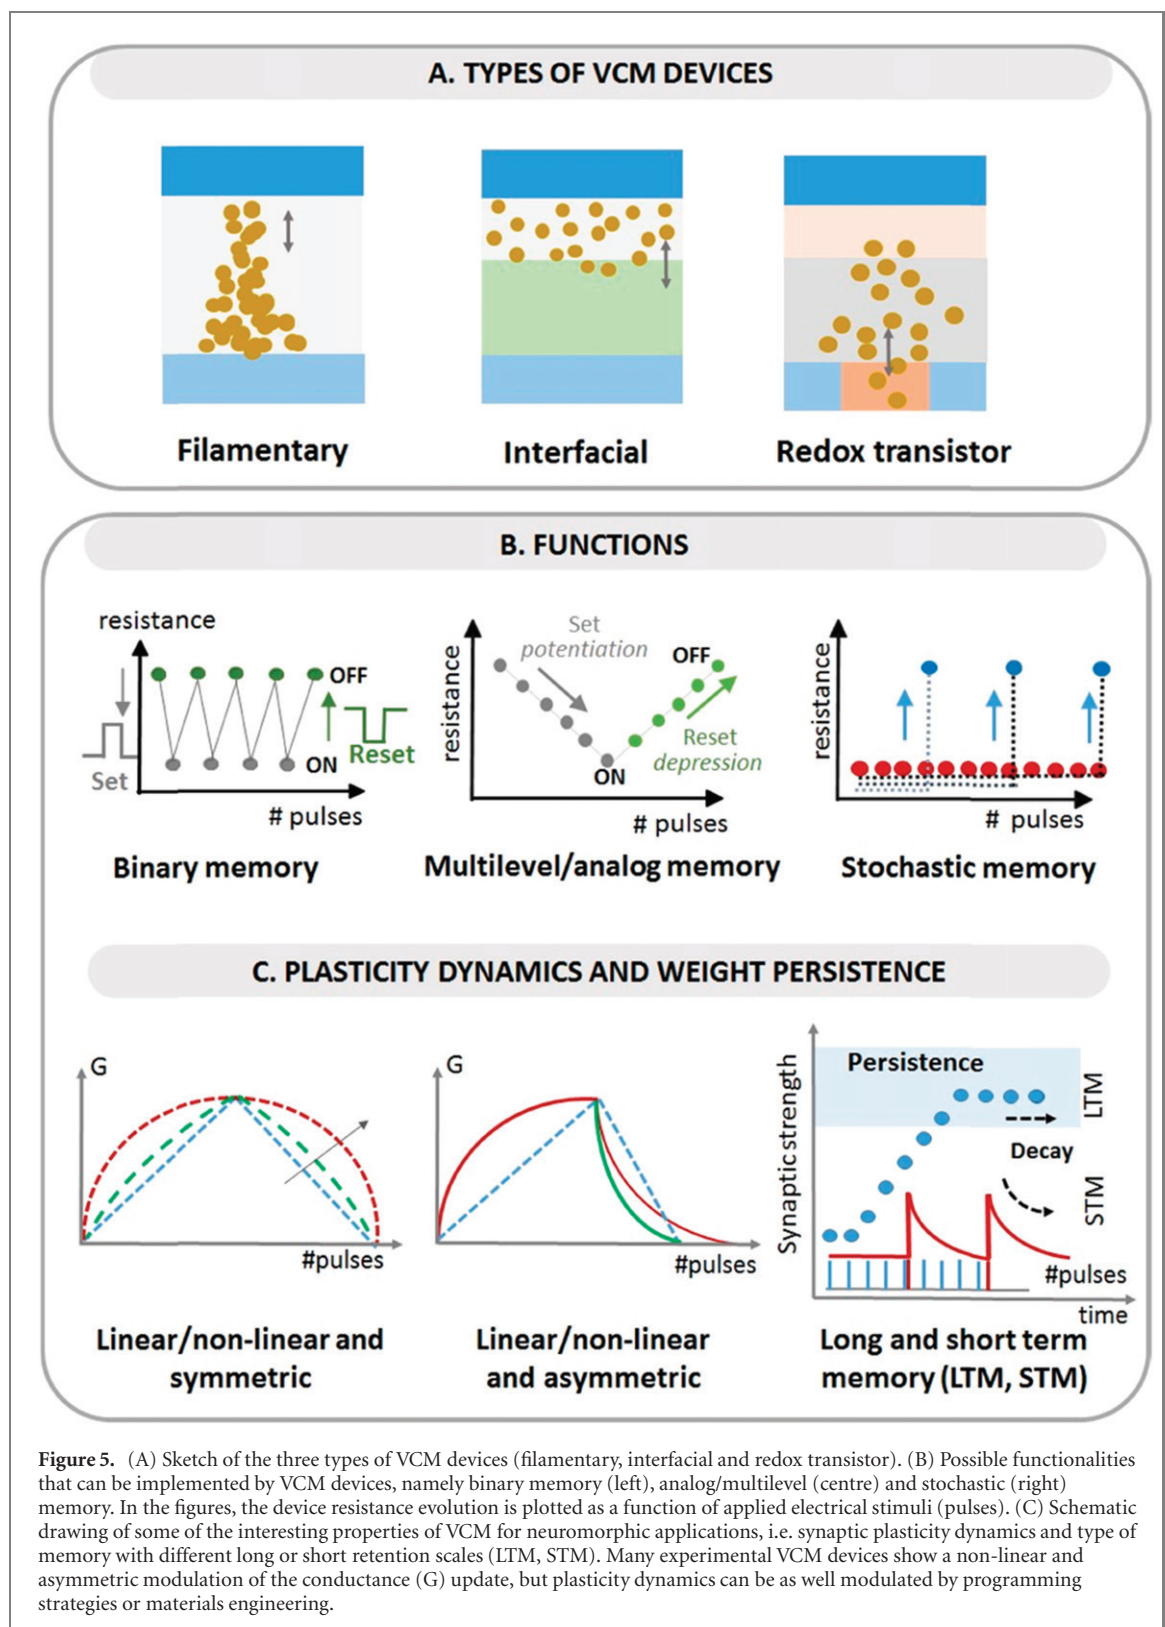 A. TYPES OF VCM DEVICES
Filamentary
Interfacial
Redox transistor
B. FUNCTIONS
resistance
OFF
ON
Set
Reset
# pulses
Binary memory
resistance
Set
potentiation
OFF
ON
Reset
depression
# pulses
Multilevel/analog memory
resistance
# pulses
Stochastic memory
C. PLASTICITY DYNAMICS AND WEIGHT PERSISTENCE
G
#pulses
Linear/non-linear and
symmetric
G
#pulses
Linear/non-linear
and asymmetric
Synaptic strength
Persistence
LTM
Decay
STM
#pulses
time
Long and short term
memory (LTM, STM)
Figure 5. (A) Sketch of the three types of VCM devices (filamentary, interfacial and redox transistor). (B) Possible functionalities
that can be implemented by VCM devices, namely binary memory (left), analog/multilevel (centre) and stochastic (right)
memory. In the figures, the device resistance evolution is plotted as a function of applied electrical stimuli (pulses). (C) Schematic
drawing of some of the interesting properties of VCM for neuromorphic applications, i.e. synaptic plasticity dynamics and type of
memory with different long or short retention scales (LTM, STM). Many experimental VCM devices show a non-linear and
asymmetric modulation of the conductance (G) update, but plasticity dynamics can be as well modulated by programming
strategies or materials engineering.